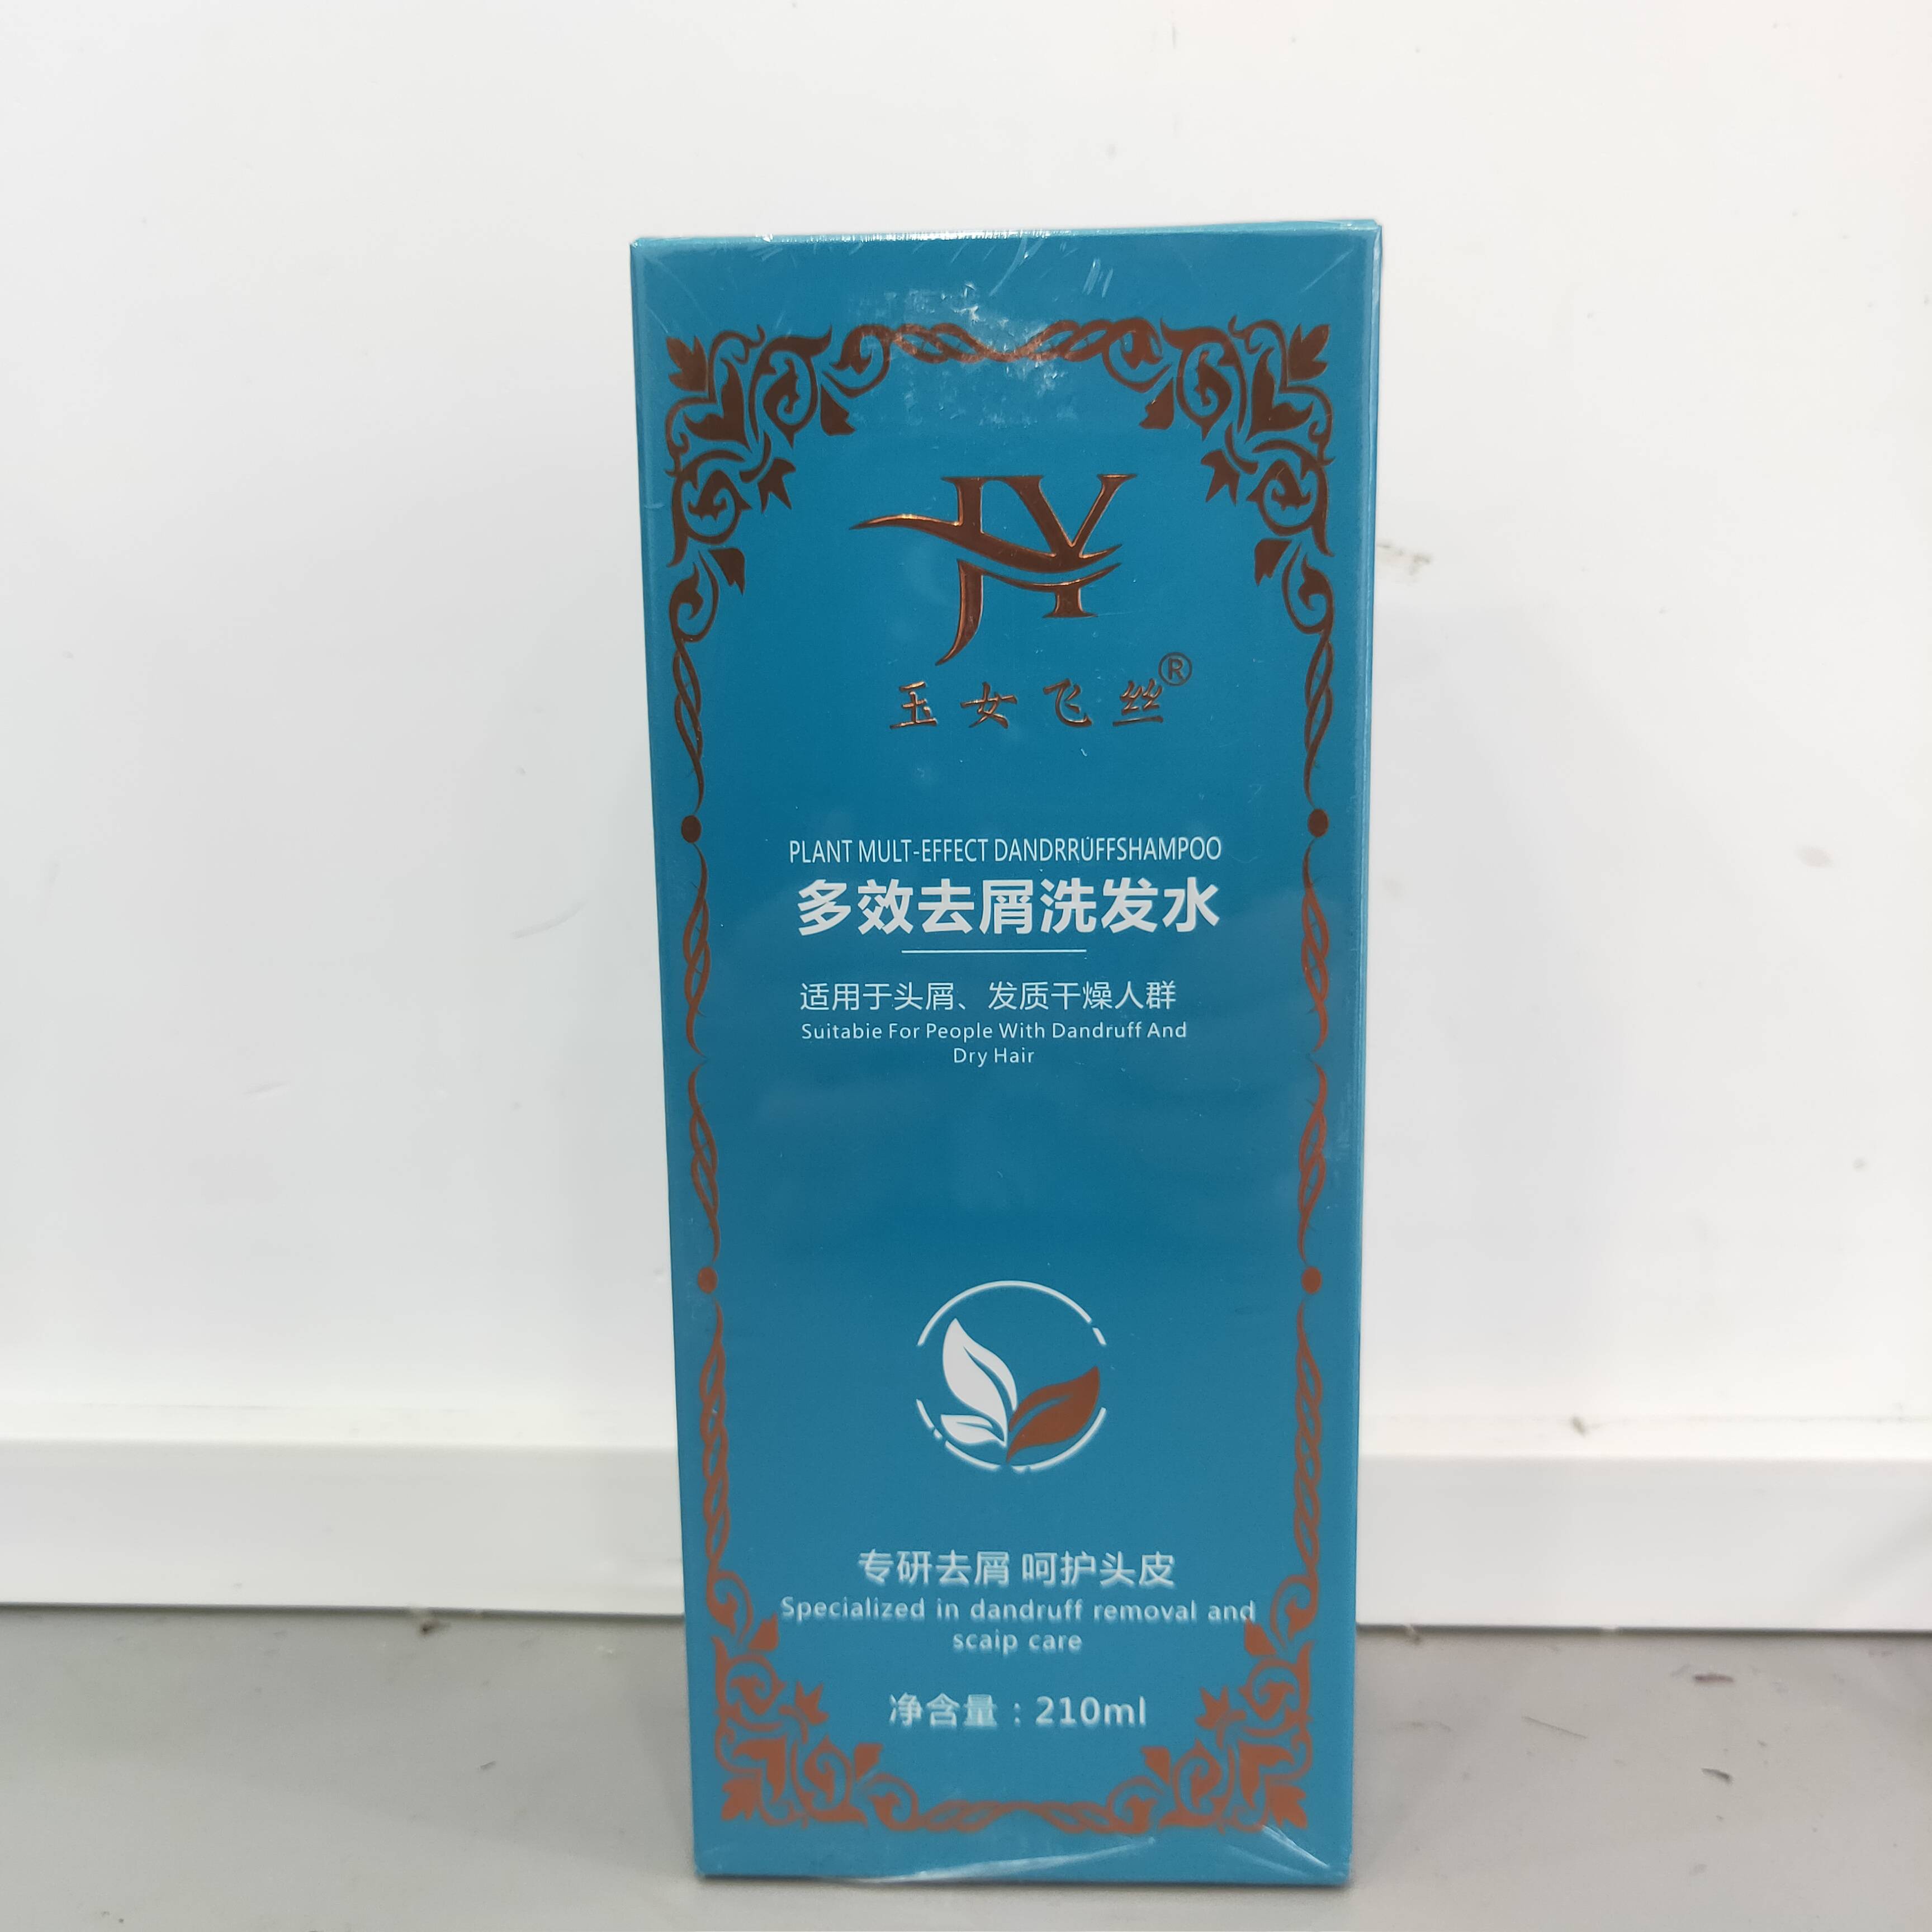 JY
玉女飞丝®
PLANT MULT-EFFECT DANDRRÚFFSHAMPOO
多效去屑洗发水
适用于头屑、发质干燥人群
Suitabie For People With Dandruff And
Dry Hair
专研去屑 呵护头皮
Specialized in dandruff removal and
scaip care
净含量：210ml